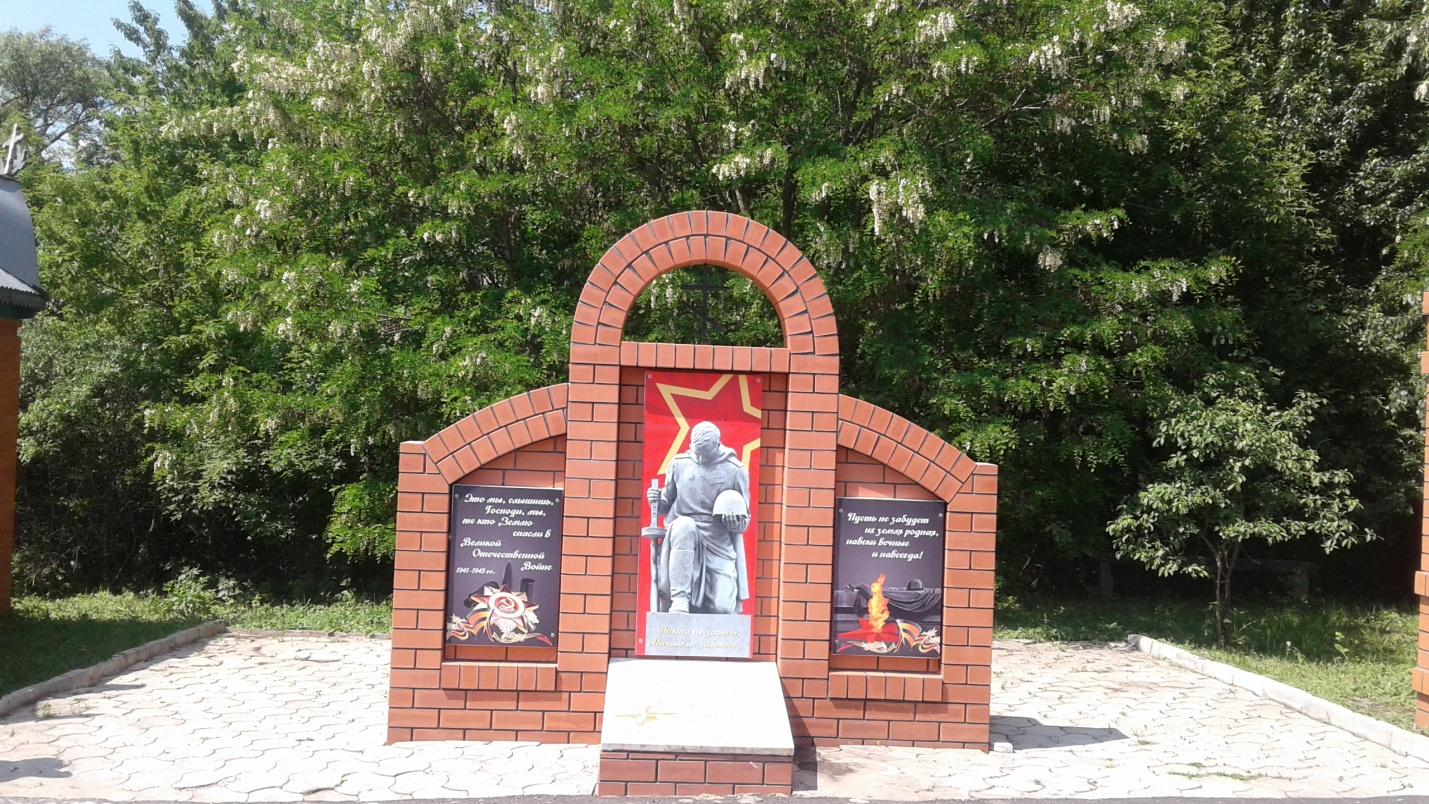 Это мы, слышишь,
Господи, мы,
те кто Землю
спасли в
Великой
Отечественной
Войне
1941-1945 гг.
Никто не забыт,
Ничто не забыто!
Пусть не забудет
их земля родная,
навеки вечные
и навсегда!